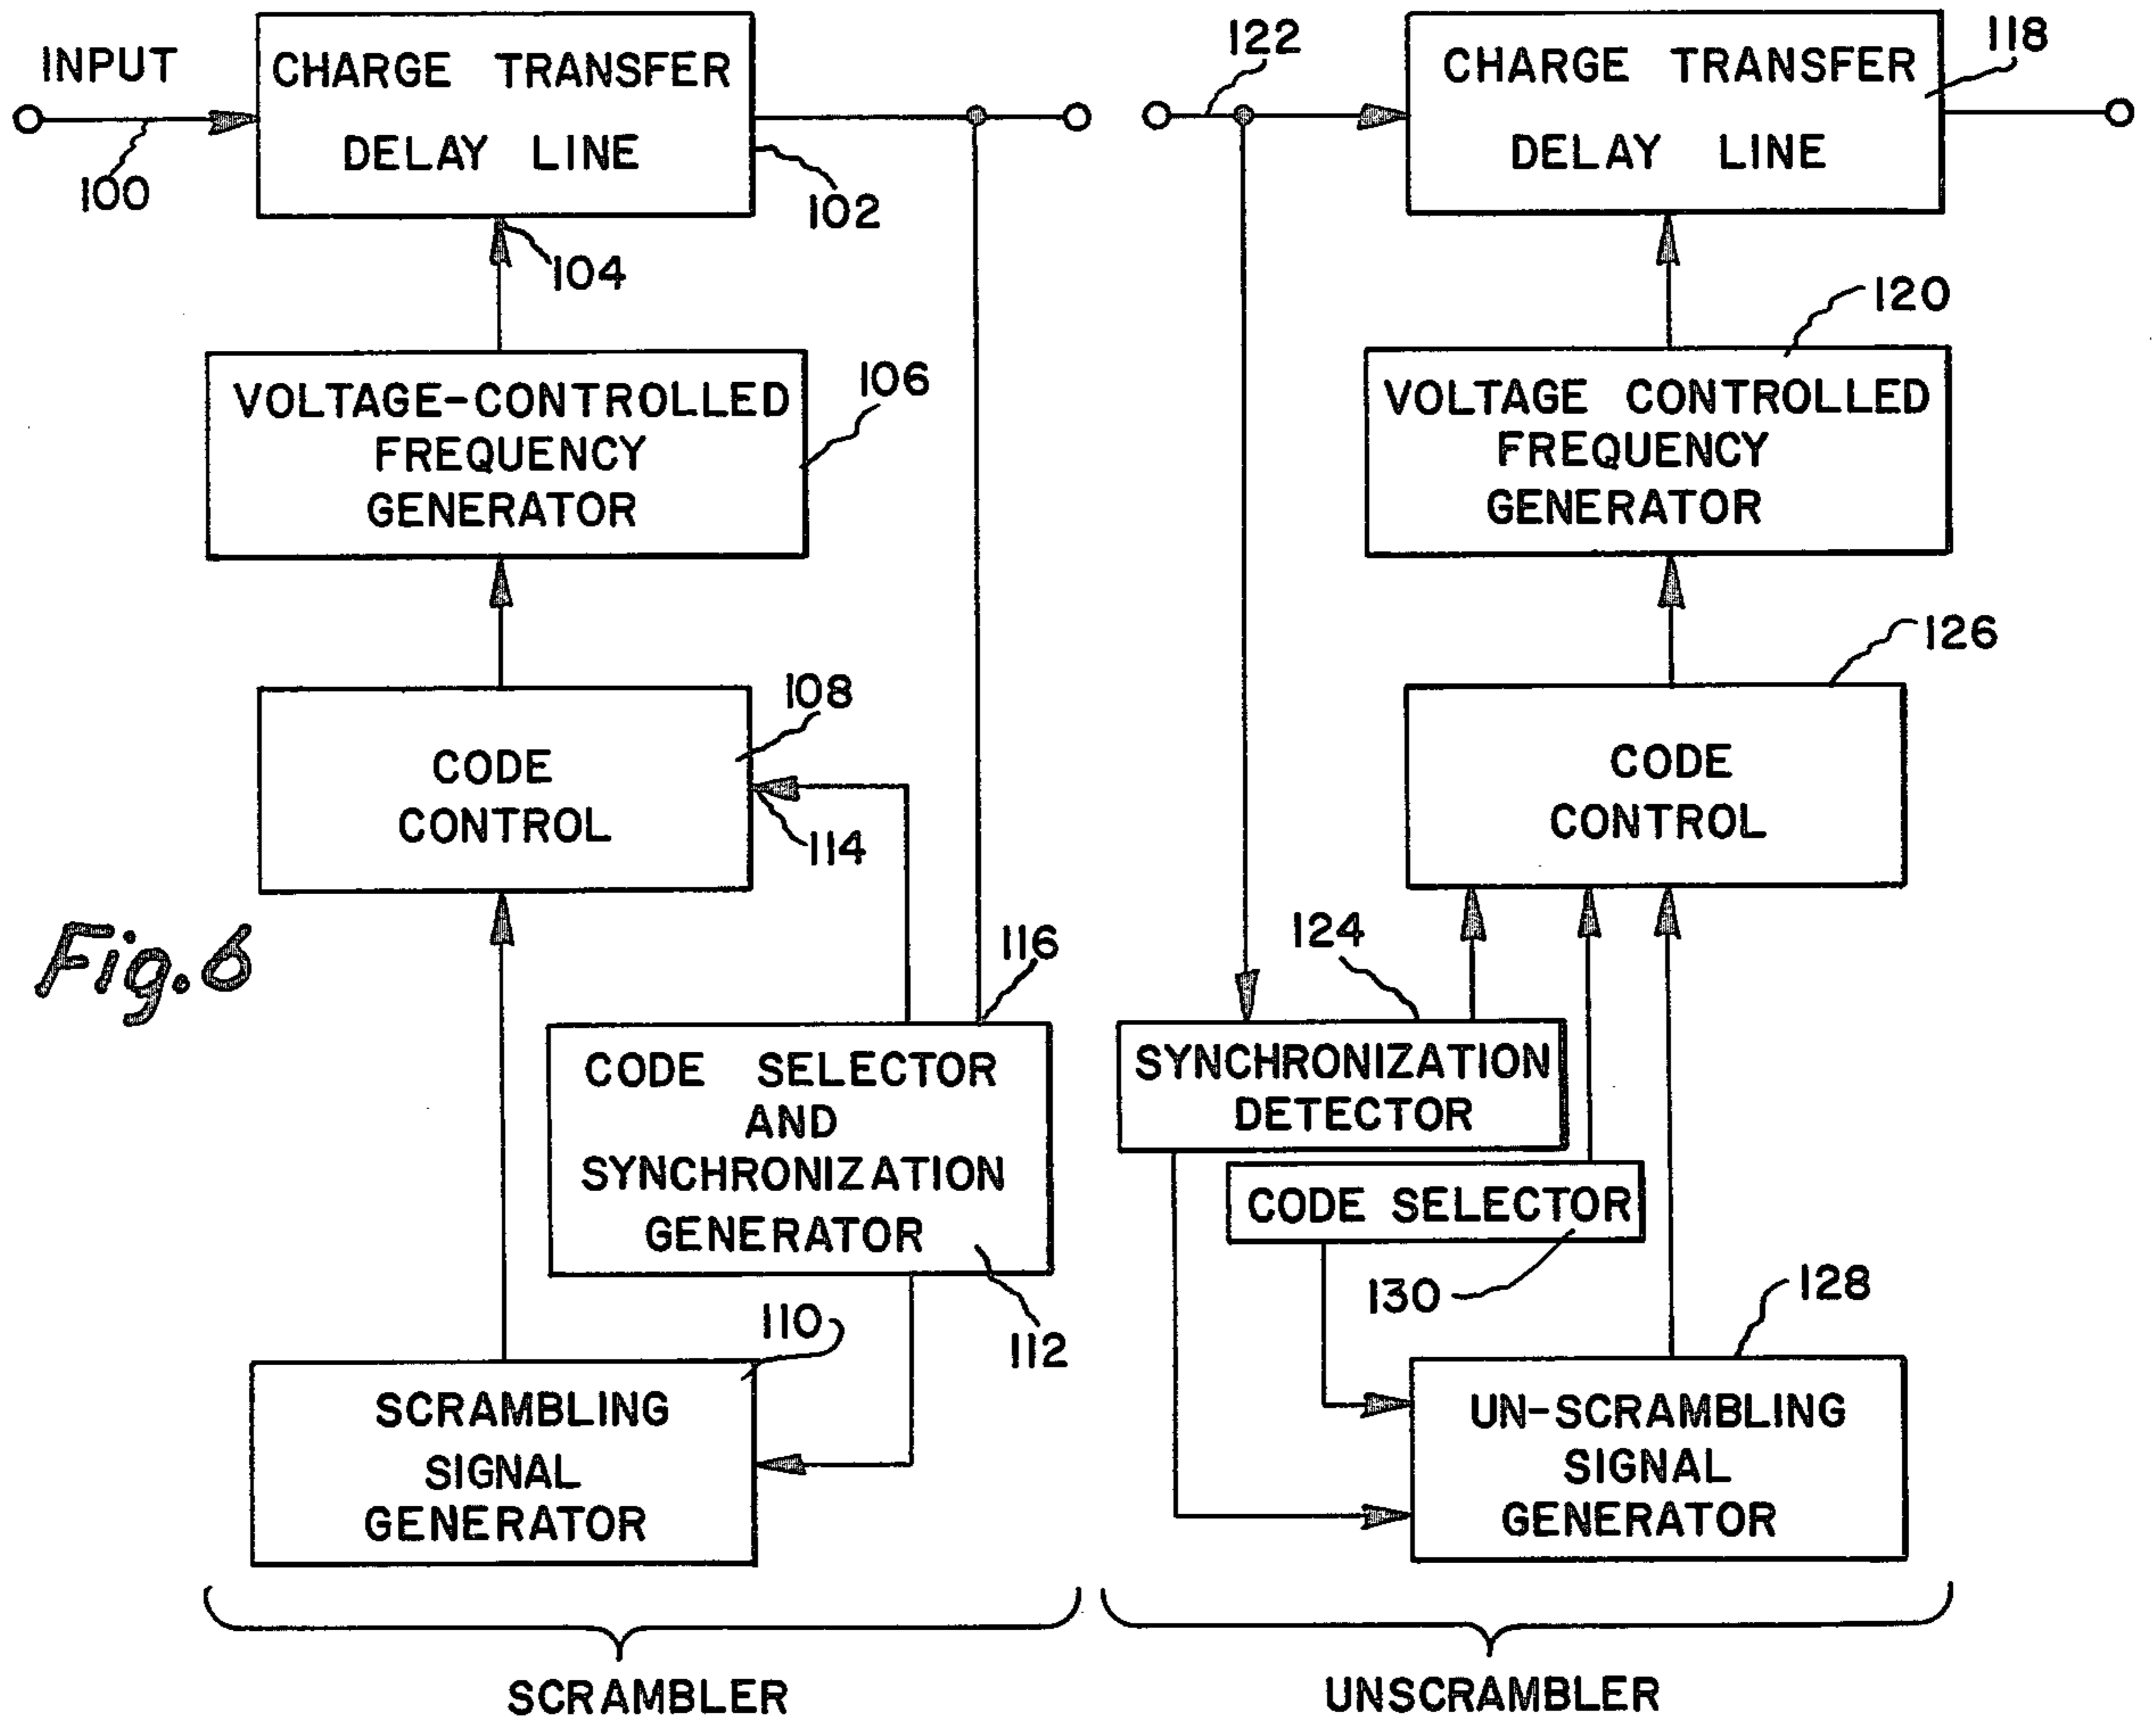 INPUT
100
CHARGE TRANSFER
DELAY LINE
102
104
VOLTAGE-CONTROLLED
FREQUENCY
GENERATOR
106
CODE
CONTROL
108
114
116
CODE SELECTOR
AND
SYNCHRONIZATION
GENERATOR
112
110
SCRAMBLING
SIGNAL
GENERATOR
SCRAMBLER
Fig.6
122
CHARGE TRANSFER
DELAY LINE
118
120
VOLTAGE CONTROLLED
FREQUENCY
GENERATOR
126
CODE
CONTROL
124
SYNCHRONIZATION
DETECTOR
CODE SELECTOR
130
128
UN-SCRAMBLING
SIGNAL
GENERATOR
UNSCRAMBLER